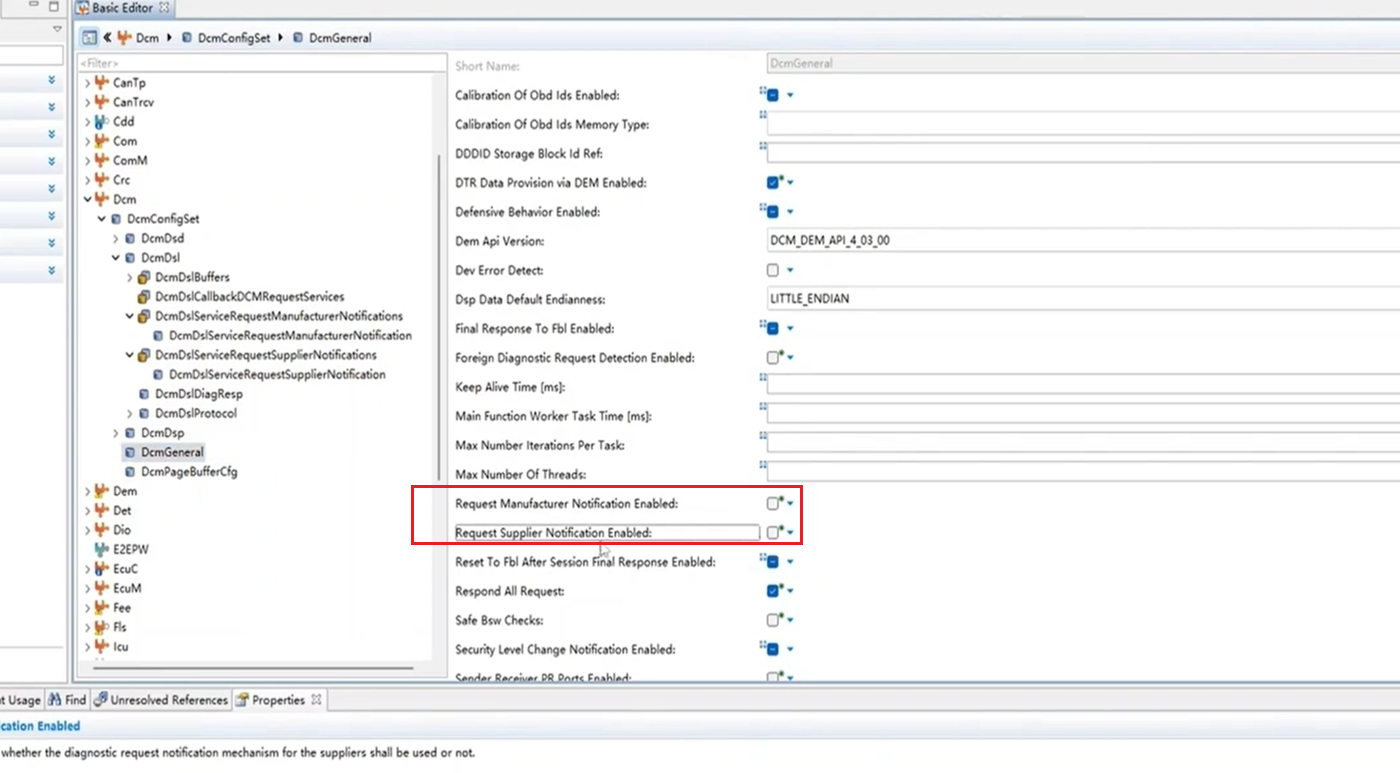 Basic Editor
Dcm DcmConfigSet DcmGeneral
<Filter>
CanTp
CanTrcv
Cdd
Com
ComM
Crc
Dcm
DcmConfigSet
DcmDsd
DcmDsl
DcmDslBuffers
DcmDslCallbackDCMRequestServices
DcmDslServiceRequestManufacturerNotifications
DcmDslServiceRequestManufacturerNotification
DcmDslServiceRequestSupplierNotifications
DcmDslServiceRequestSupplierNotification
DcmDslDiagResp
DcmDslProtocol
DcmDsp
DcmGeneral
DcmPageBufferCfg
Dem
Det
Dio
E2EPW
EcuC
EcuM
Fee
Fls
Icu
Short Name: DcmGeneral
Calibration Of Obd Ids Enabled:
Calibration Of Obd Ids Memory Type:
DDDID Storage Block Id Ref:
DTR Data Provision via DEM Enabled:
Defensive Behavior Enabled:
Dem Api Version: DCM_DEM_API_4_03_00
Dev Error Detect:
Dsp Data Default Endianness: LITTLE_ENDIAN
Final Response To Fbl Enabled:
Foreign Diagnostic Request Detection Enabled:
Keep Alive Time [ms]:
Main Function Worker Task Time [ms]:
Max Number Iterations Per Task:
Max Number Of Threads:
Request Manufacturer Notification Enabled:
Request Supplier Notification Enabled:
Reset To Fbl After Session Final Response Enabled:
Respond All Request:
Safe Bsw Checks:
Security Level Change Notification Enabled:
Sender Receiver PR Ports Enabled:
t Usage Find Unresolved References Properties
cation Enabled
whether the diagnostic request notification mechanism for the suppliers shall be used or not.